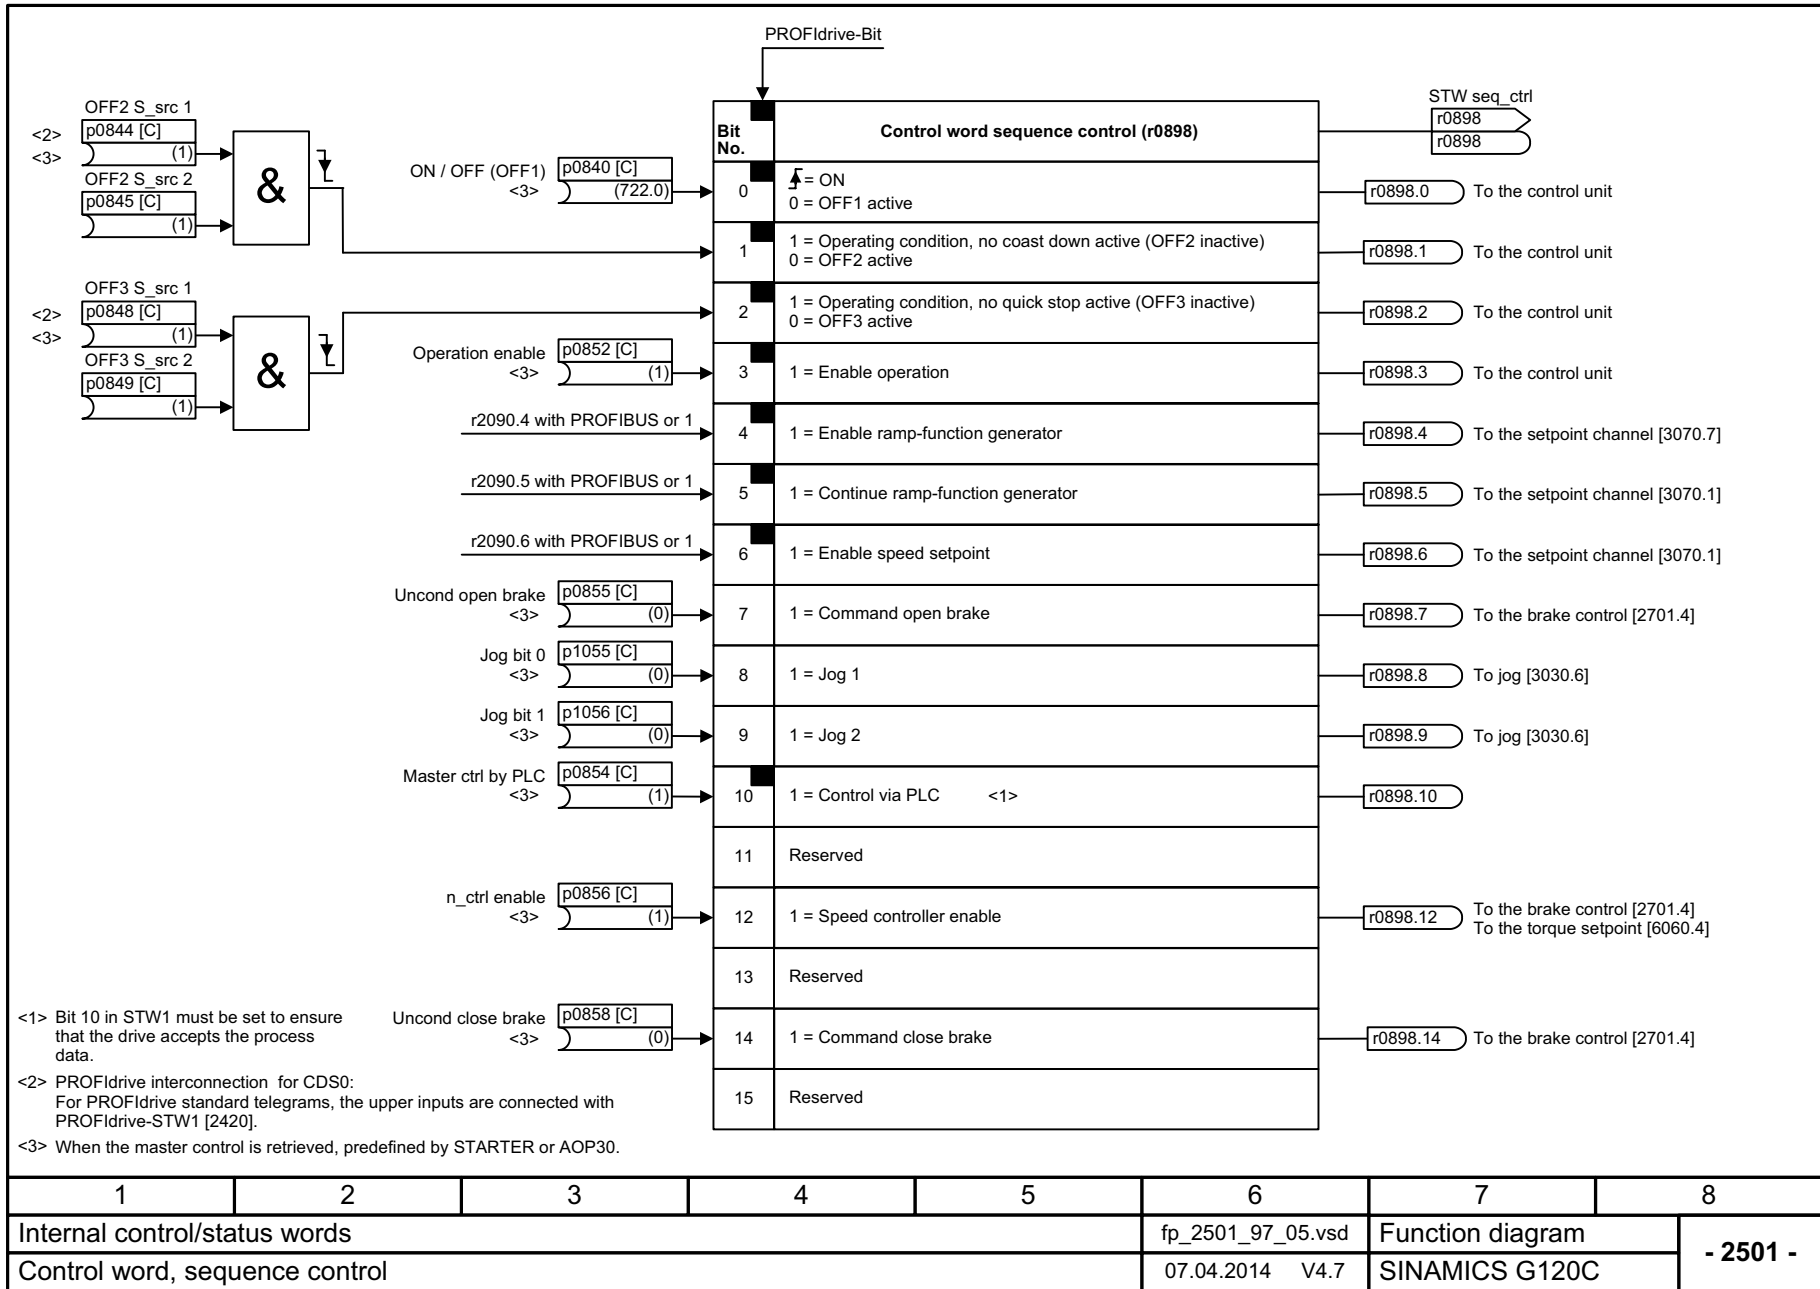 PROFIdrive-Bit
OFF2 S_src 1
<2> p0844 [C]
<3> (1)
OFF2 S_src 2
p0845 [C]
(1)
&
OFF3 S_src 1
<2> p0848 [C]
<3> (1)
OFF3 S_src 2
p0849 [C]
(1)
&
Bit No.
Control word sequence control (r0898)
STW seq_ctrl
r0898
r0898
ON / OFF (OFF1) p0840 [C]
<3> (722.0)
0
= ON
0 = OFF1 active
r0898.0 To the control unit
1
1 = Operating condition, no coast down active (OFF2 inactive)
0 = OFF2 active
r0898.1 To the control unit
2
1 = Operating condition, no quick stop active (OFF3 inactive)
0 = OFF3 active
r0898.2 To the control unit
Operation enable p0852 [C]
<3> (1)
3 1 = Enable operation
r0898.3 To the control unit
r2090.4 with PROFIBUS or 1
4 1 = Enable ramp-function generator
r0898.4 To the setpoint channel [3070.7]
r2090.5 with PROFIBUS or 1
5 1 = Continue ramp-function generator
r0898.5 To the setpoint channel [3070.1]
r2090.6 with PROFIBUS or 1
6 1 = Enable speed setpoint
r0898.6 To the setpoint channel [3070.1]
Uncond open brake p0855 [C]
<3> (0)
7 1 = Command open brake
r0898.7 To the brake control [2701.4]
Jog bit 0 p1055 [C]
<3> (0)
8 1 = Jog 1
r0898.8 To jog [3030.6]
Jog bit 1 p1056 [C]
<3> (0)
9 1 = Jog 2
r0898.9 To jog [3030.6]
Master ctrl by PLC p0854 [C]
<3> (1)
10 1 = Control via PLC <1>
r0898.10
11 Reserved
n_ctrl enable p0856 [C]
<3> (1)
12 1 = Speed controller enable
r0898.12 To the brake control [2701.4]
To the torque setpoint [6060.4]
13 Reserved
Uncond close brake p0858 [C]
<3> (0)
14 1 = Command close brake
r0898.14 To the brake control [2701.4]
15 Reserved
<1> Bit 10 in STW1 must be set to ensure
that the drive accepts the process
data.
<2> PROFIdrive interconnection for CDS0:
For PROFIdrive standard telegrams, the upper inputs are connected with
PROFIdrive-STW1 [2420].
<3> When the master control is retrieved, predefined by STARTER or AOP30.
1 2 3 4 5 6 7 8
Internal control/status words fp_2501_97_05.vsd Function diagram
- 2501 -
Control word, sequence control 07.04.2014 V4.7 SINAMICS G120C